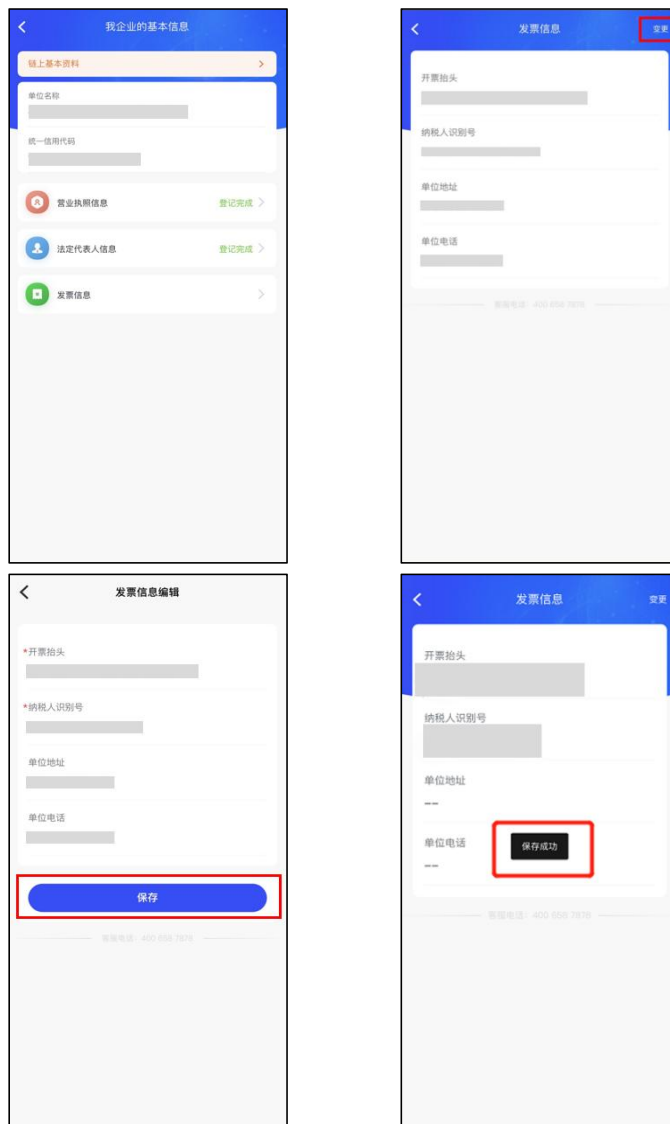 我企业的基本信息
链上基本资料
单位名称
统一信用代码
营业执照信息
登记完成
法定代表人信息
登记完成
发票信息
发票信息
变更
开票抬头
纳税人识别号
单位地址
单位电话
发票信息编辑
*开票抬头
*纳税人识别号
单位地址
单位电话
保存
发票信息
变更
开票抬头
纳税人识别号
单位地址
--
单位电话
--
保存成功